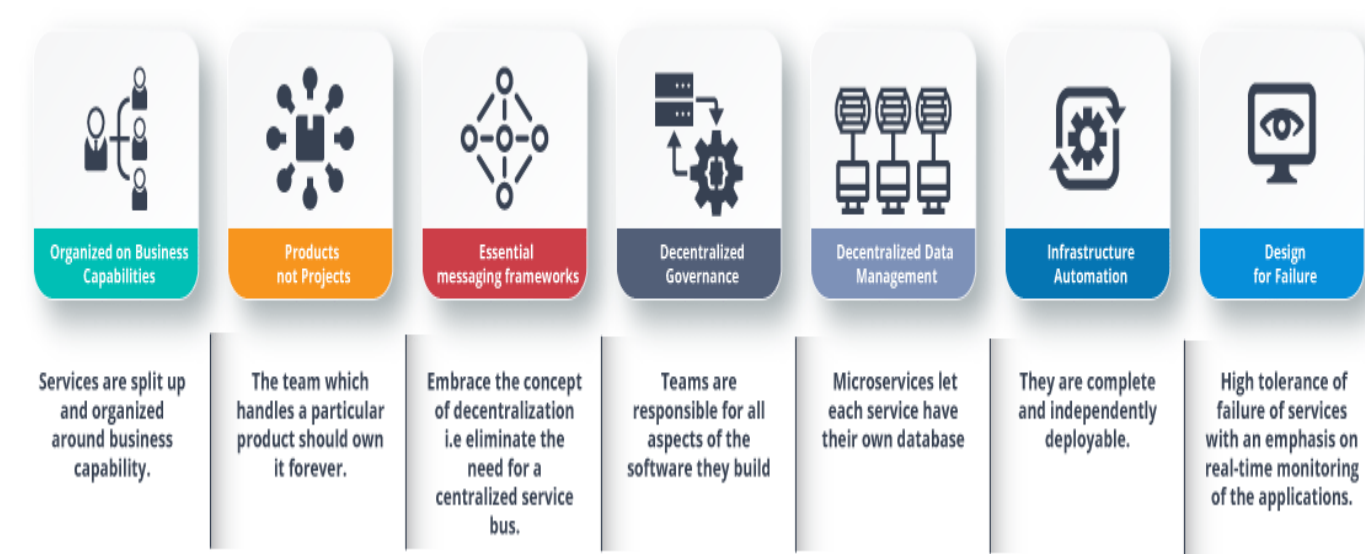 Organized on Business
Capabilities
Products
not Projects
Essential
messaging frameworks
Decentralized
Governance
Decentralized Data
Management
Infrastructure
Automation
Design
for Failure
Services are split up
and organized
around business
capability.
The team which
handles a particular
product should own
it forever.
Embrace the concept
of decentralization
i.e eliminate the
need for a
centralized service
bus.
Teams are
responsible for all
aspects of the
software they build
Microservices let
each service have
their own database
They are complete
and independently
deployable.
High tolerance of
failure of services
with an emphasis on
real-time monitoring
of the applications.